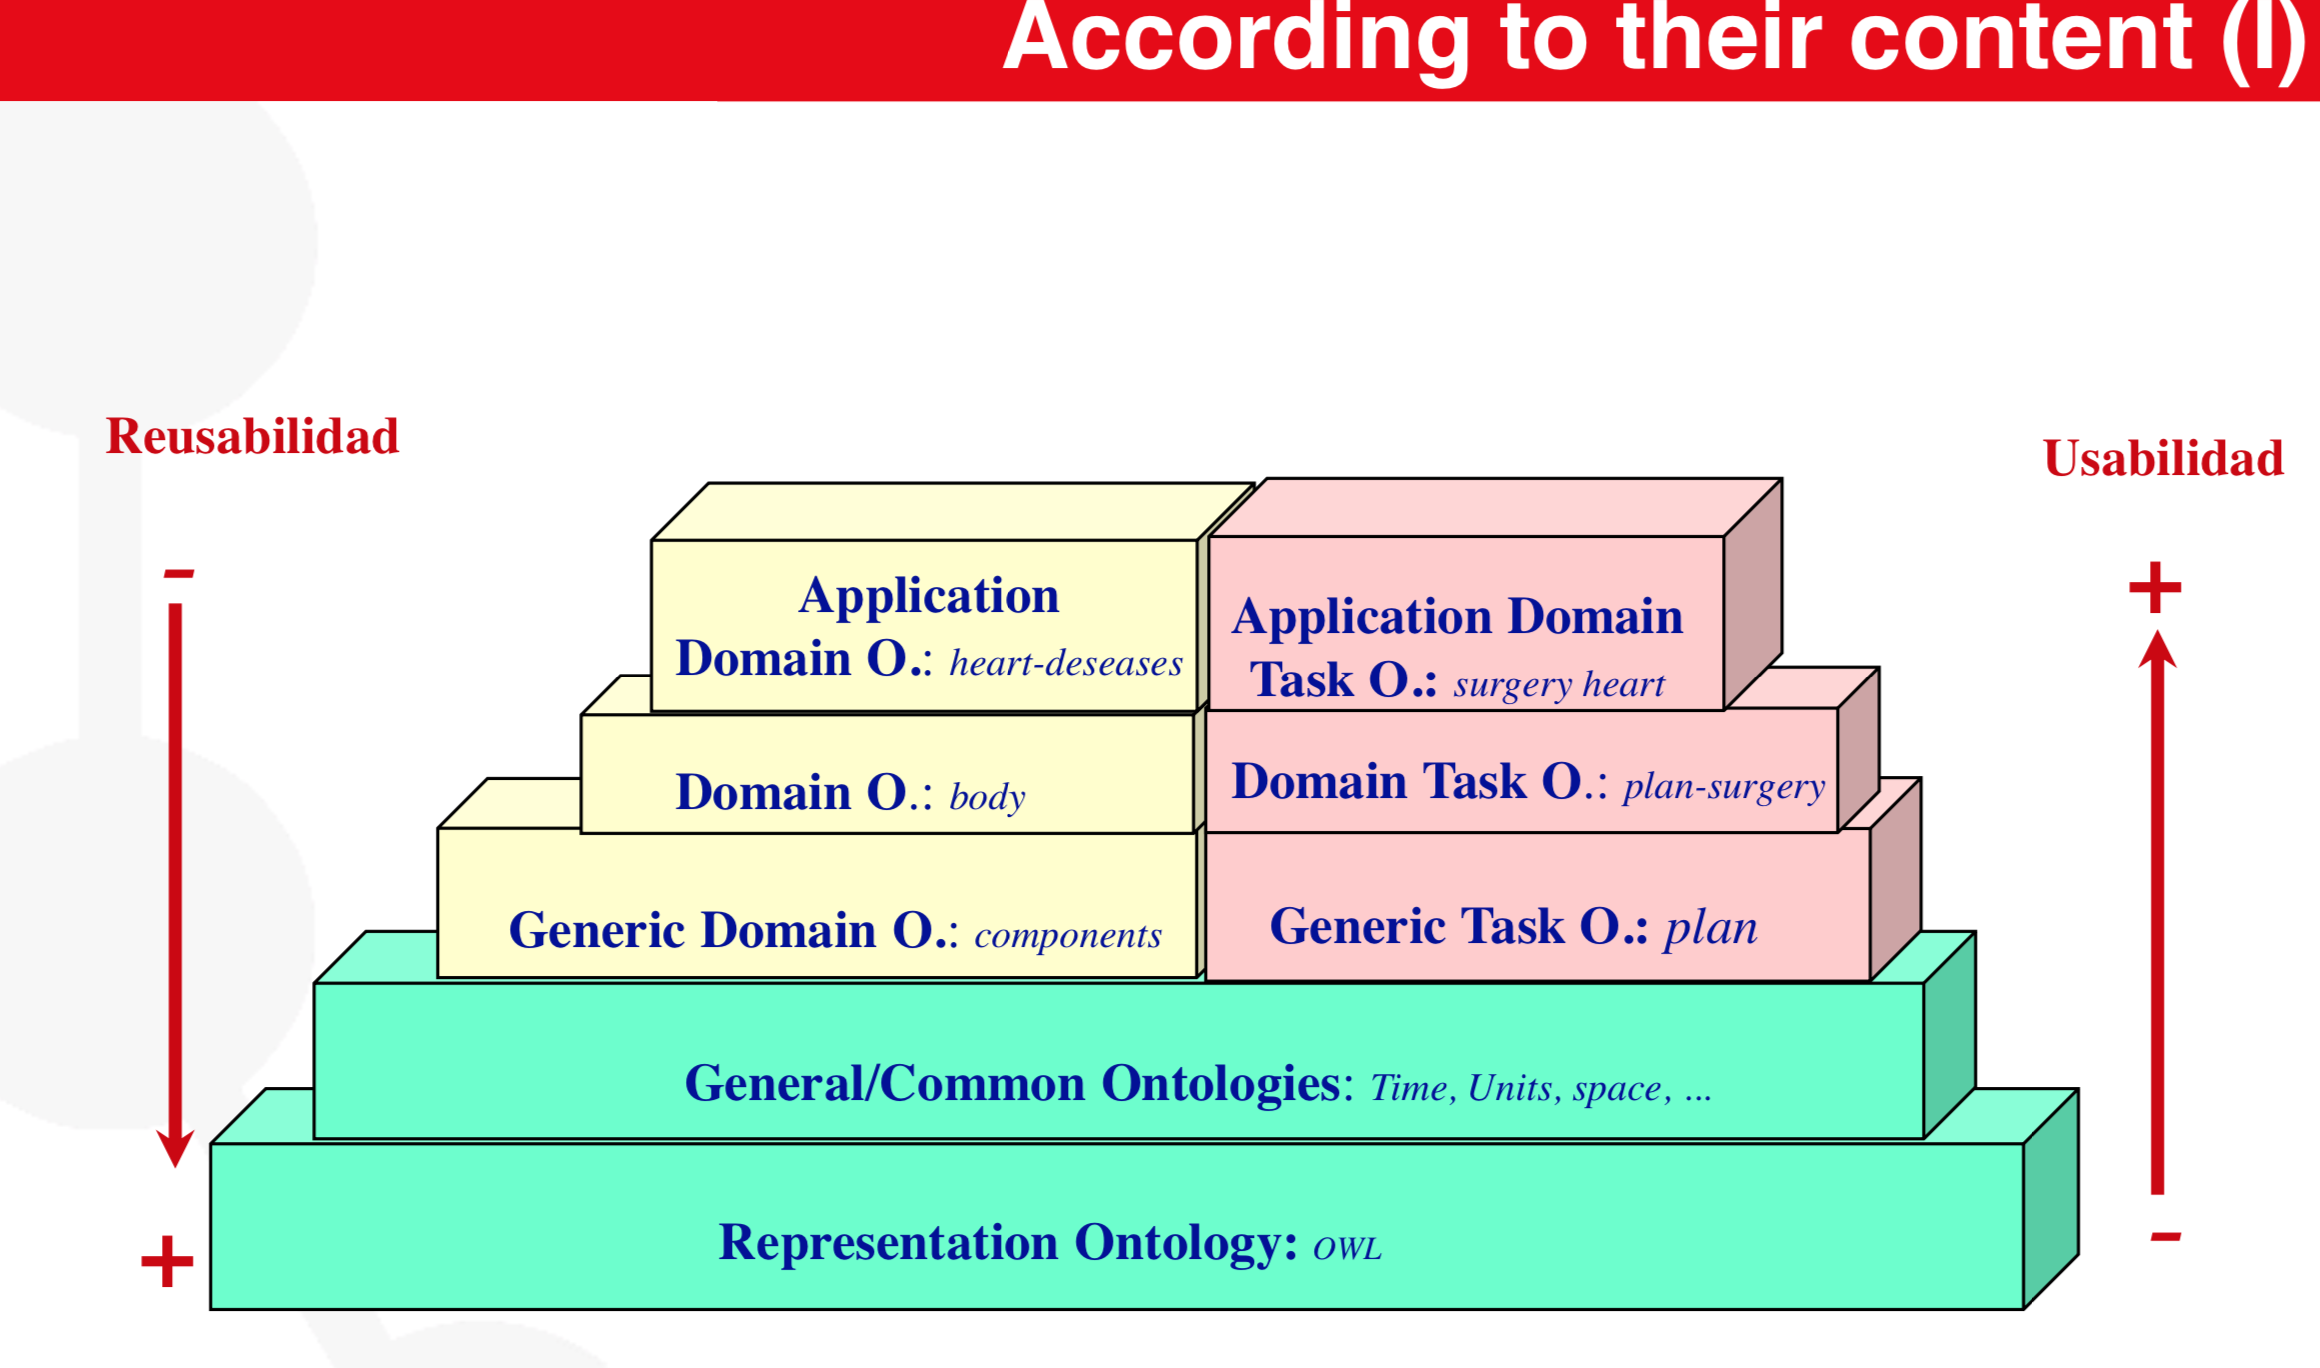 According to their content (I)
Reusabilidad
Usabilidad
-
+
Application
Domain O.: heart-deseases
Application Domain
Task O.: surgery heart
Domain O.: body
Domain Task O.: plan-surgery
Generic Domain O.: components
Generic Task O.: plan
General/Common Ontologies: Time, Units, space, ...
Representation Ontology: OWL
+
-